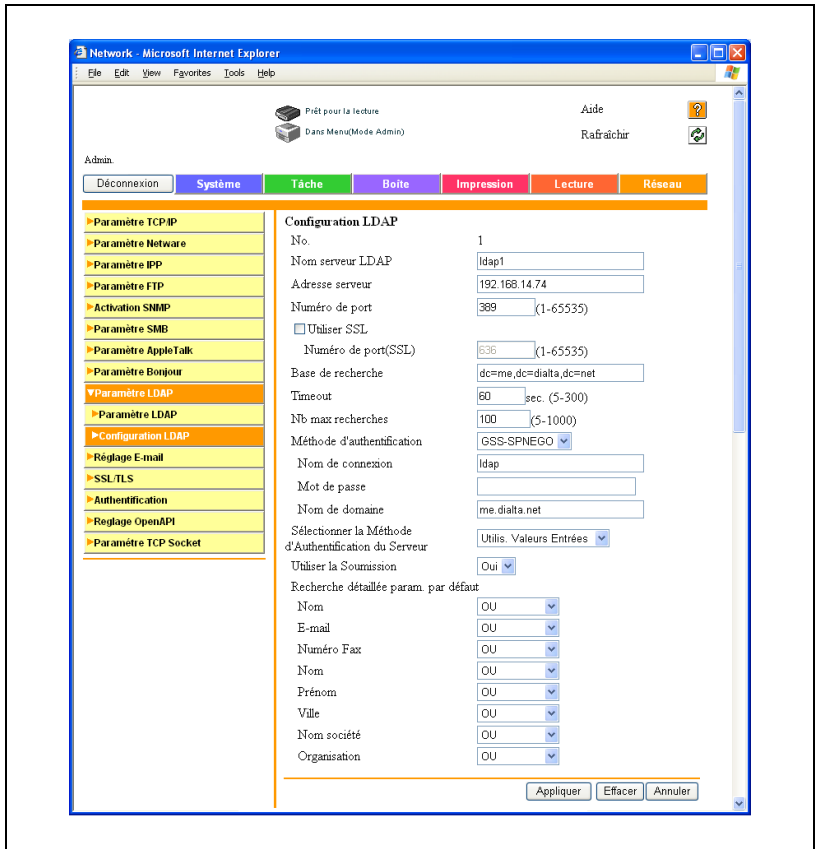 Network - Microsoft Internet Explorer
File Edit View Favorites Tools Help
Prêt pour la lecture
Aide
Dans Menu(Mode Admin)
Rafraîchir
Admin.
Déconnexion Système Tâche Boîte Impression Lecture Réseau
Paramètre TCP/IP
Paramètre Netware
Paramètre IPP
Paramètre FTP
Activation SNMP
Paramètre SMB
Paramètre AppleTalk
Paramètre Bonjour
Paramètre LDAP
Paramètre LDAP
Configuration LDAP
Réglage E-mail
SSL/TLS
Authentification
Reglage OpenAPI
Paramétre TCP Socket
Configuration LDAP
No. 1
Nom serveur LDAP ldap1
Adresse serveur 192.168.14.74
Numéro de port 389 (1-65535)
Utiliser SSL
Numéro de port(SSL) 636 (1-65535)
Base de recherche dc=me,dc=dialta,dc=net
Timeout 60 sec. (5-300)
Nb max recherches 100 (5-1000)
Méthode d'authentification GSS-SPNEGO
Nom de connexion ldap
Mot de passe
Nom de domaine me.dialta.net
Sélectionner la Méthode
d'Authentification du Serveur Utilis. Valeurs Entrées
Utiliser la Soumission Oui
Recherche détaillée param. par défaut
Nom OU
E-mail OU
Numéro Fax OU
Nom OU
Prénom OU
Ville OU
Nom société OU
Organisation OU
Appliquer Effacer Annuler